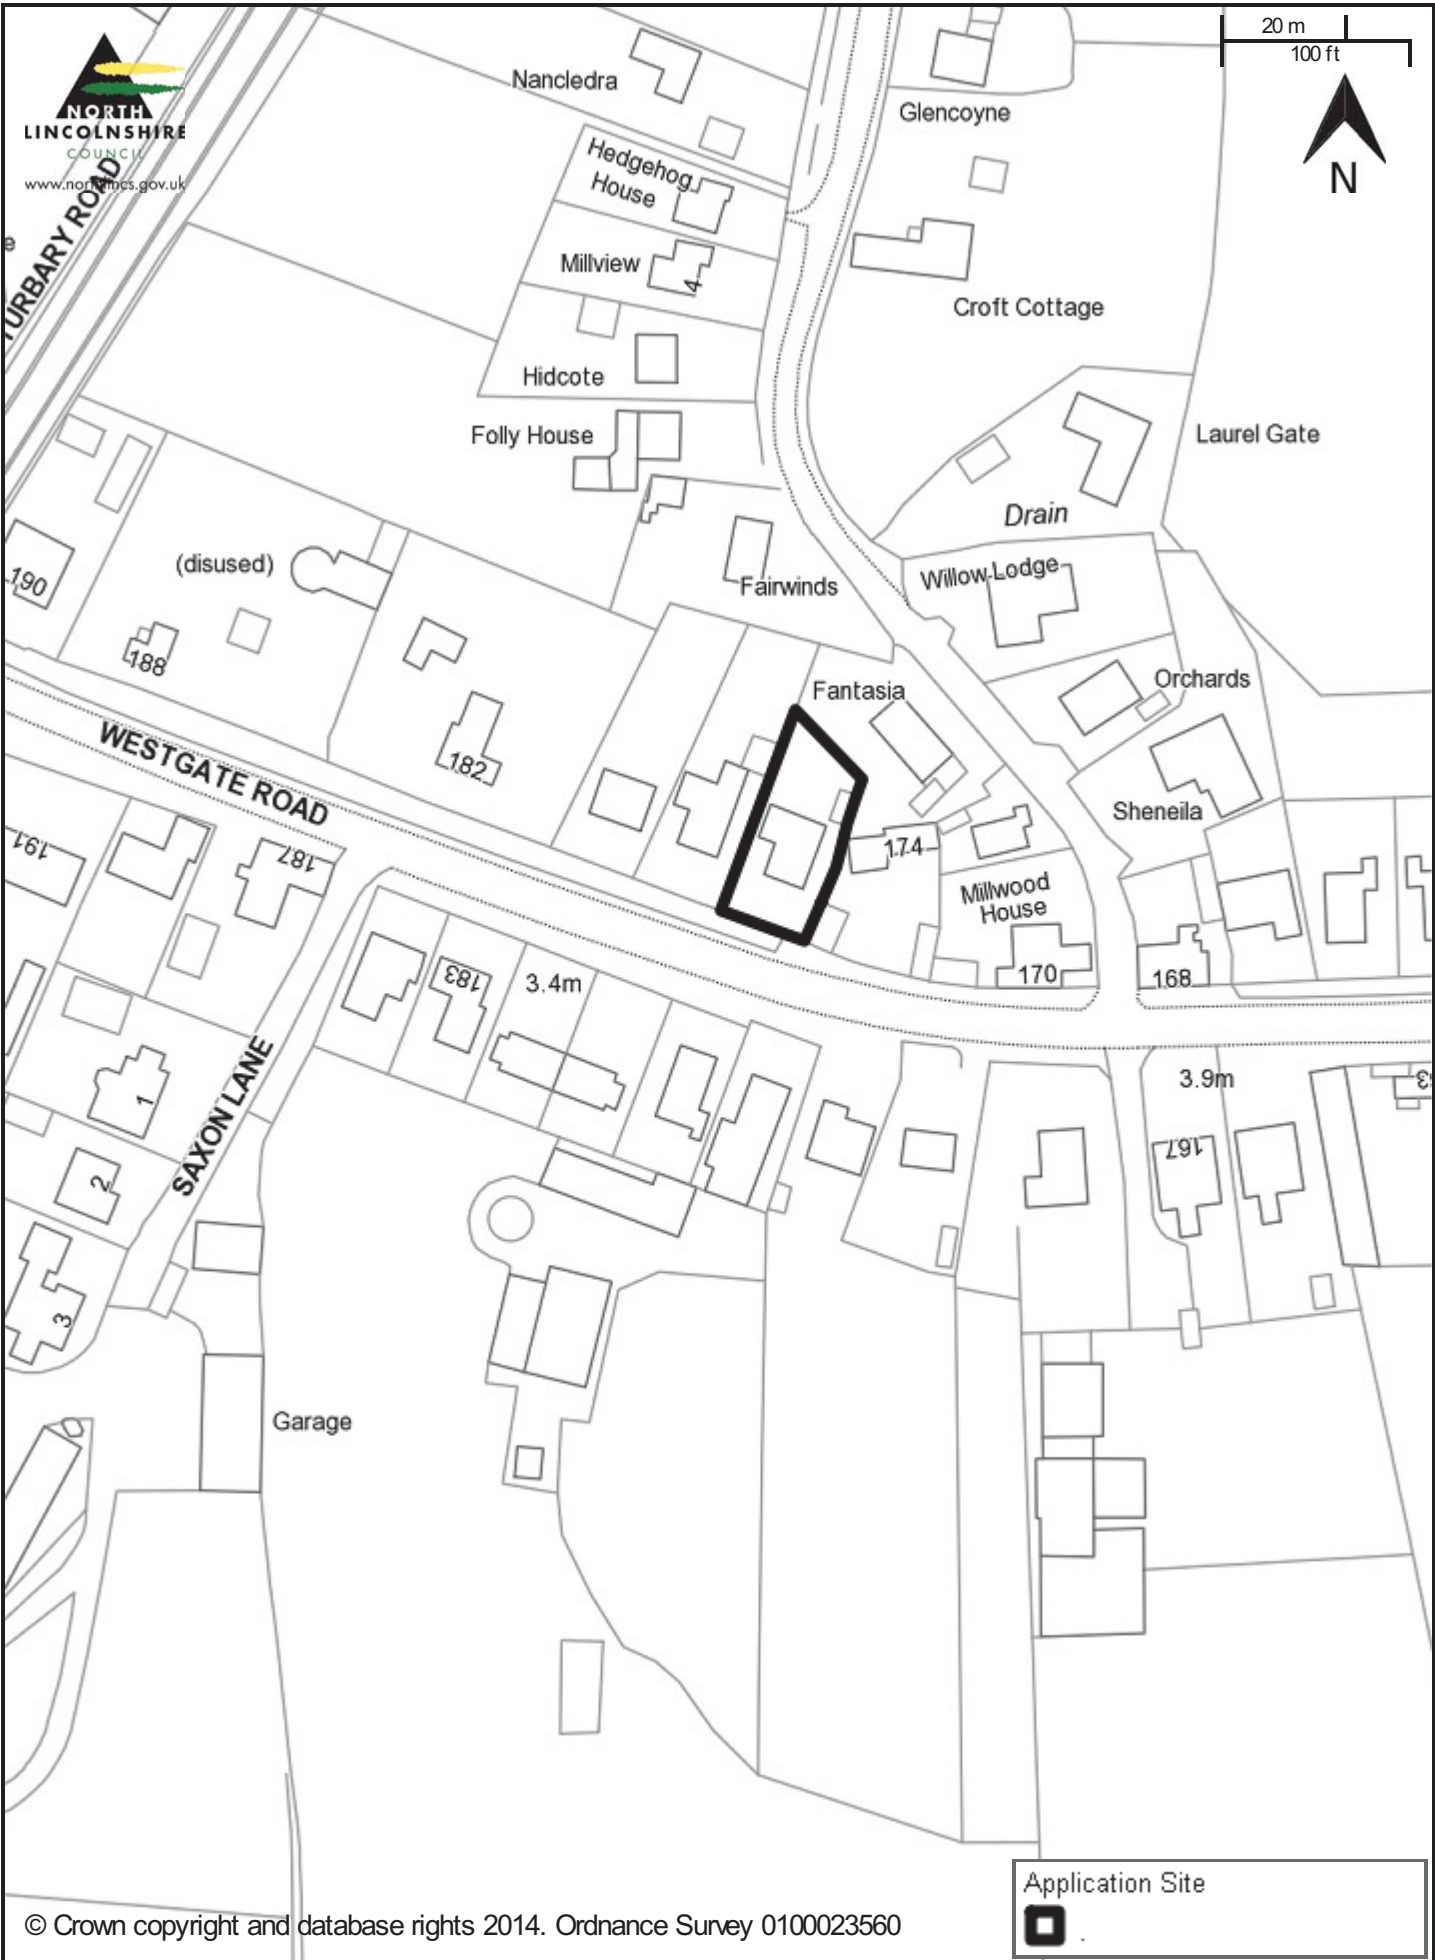 NORTH
LINCOLNSHIRE
COUNCIL
www.northlincs.gov.uk
20 m
100 ft
N
Nancledra
Glencoyne
Hedgehog
House
TURBARY ROAD
Millview
4
Croft Cottage
Hidcote
Folly House
Laurel Gate
Drain
(disused)
190
Willow Lodge
Fairwinds
188
Orchards
Fantasia
WESTGATE ROAD
182
Sheneila
191
187
174
Millwood
House
183
3.4m
170
168
SAXON LANE
1
3.9m
167
2
3
Garage
Application Site
© Crown copyright and database rights 2014. Ordnance Survey 0100023560